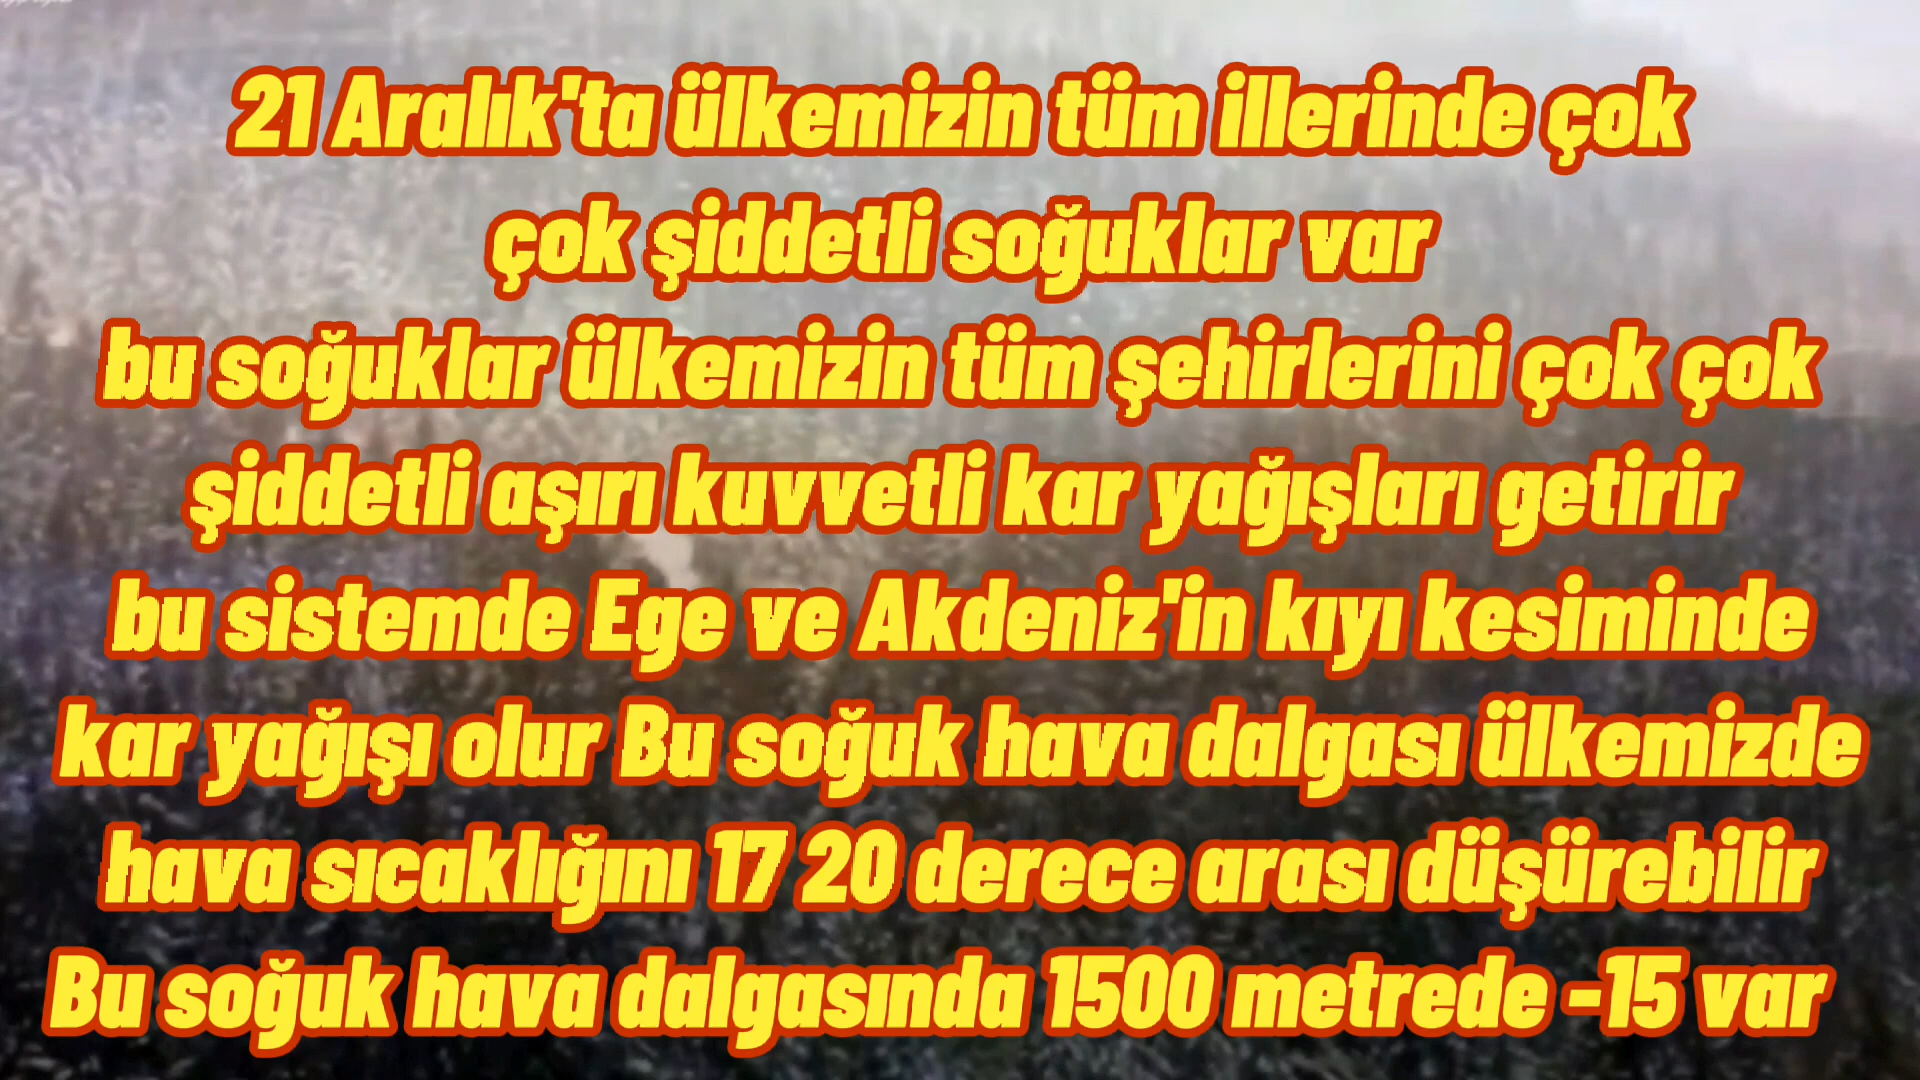 21 Aralık'ta ülkemizin tüm illerinde çok
çok şiddetli soğuklar var
bu soğuklar ülkemizin tüm şehirlerini çok çok
şiddetli aşırı kuvvetli kar yağışları getirir
bu sistemde Ege ve Akdeniz'in kıyı kesiminde
kar yağışı olur Bu soğuk hava dalgası ülkemizde
hava sıcaklığını 17 20 derece arası düşürebilir
Bu soğuk hava dalgasında 1500 metrede -15 var